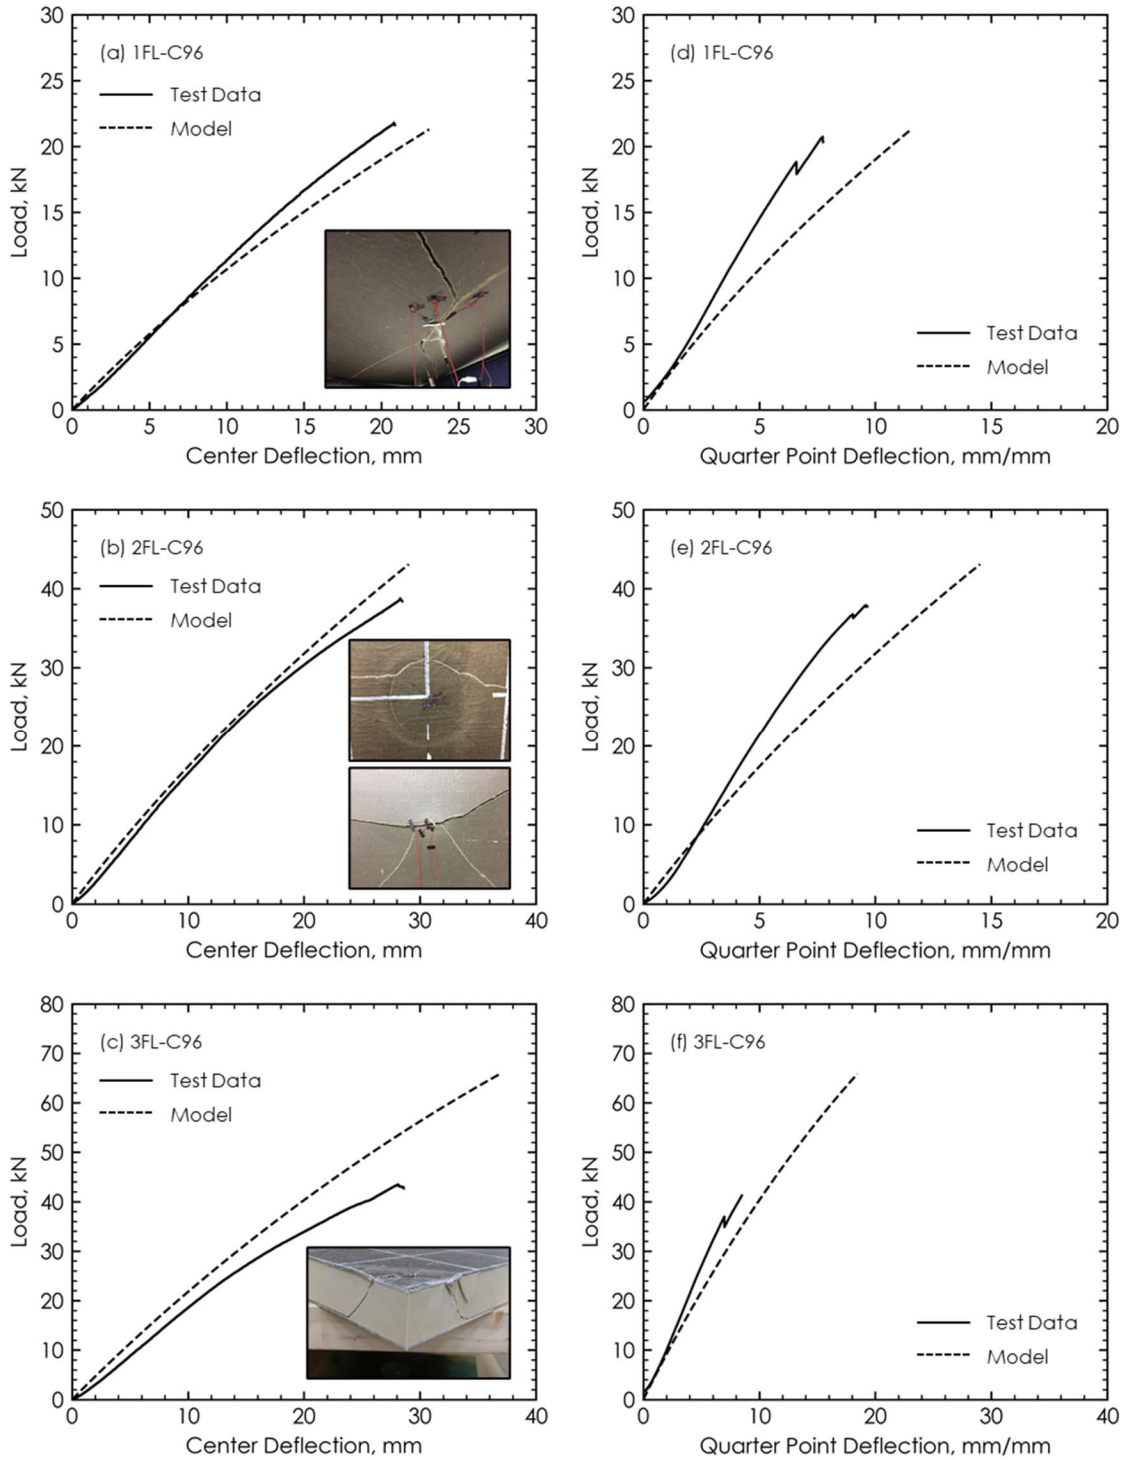 30
25
20
15
10
5
0
Load, kN
(a) 1FL-C96
Test Data
Model
0 5 10 15 20 25 30
Center Deflection, mm
30
25
20
15
10
5
0
Load, kN
(d) 1FL-C96
Test Data
Model
0 5 10 15 20
Quarter Point Deflection, mm/mm
50
40
30
20
10
0
Load, kN
(b) 2FL-C96
Test Data
Model
0 10 20 30 40
Center Deflection, mm
50
40
30
20
10
0
Load, kN
(e) 2FL-C96
Test Data
Model
0 5 10 15 20
Quarter Point Deflection, mm/mm
80
70
60
50
40
30
20
10
0
Load, kN
(c) 3FL-C96
Test Data
Model
0 10 20 30 40
Center Deflection, mm
80
70
60
50
40
30
20
10
0
Load, kN
(f) 3FL-C96
Test Data
Model
0 10 20 30 40
Quarter Point Deflection, mm/mm